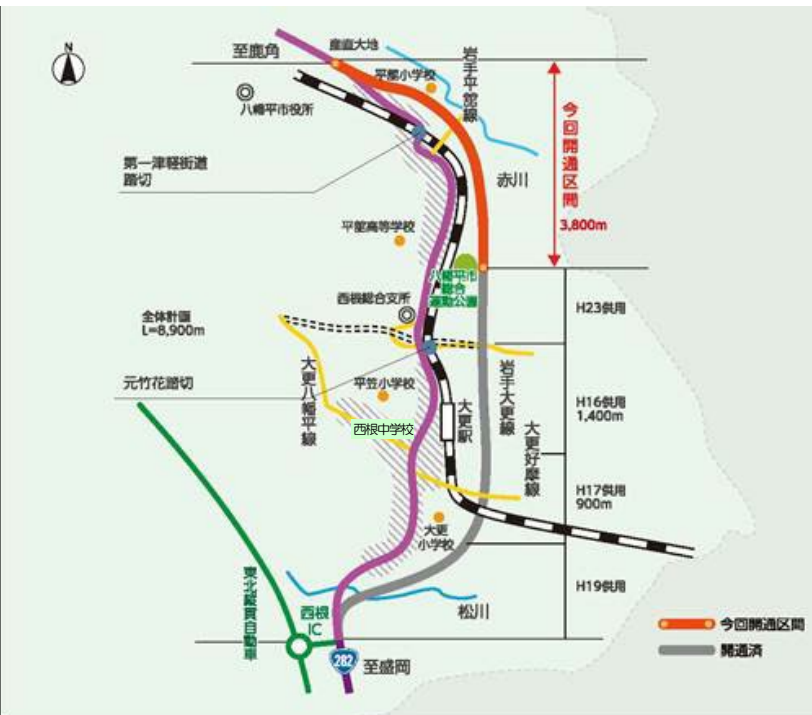 N
至鹿角
産直大地
平舘小学校
岩手平舘線
八幡平市役所
今回開通区間
3,800m
第一津軽街道
踏切
赤川
平舘高等学校
八幡平市
総合
運動公園
西根総合支所
H23供用
全体計画
L=8,900m
元竹花踏切
大更八幡平線
平笠小学校
西根中学校
大更駅
岩手大更線
大更好摩線
H16供用
1,400m
H17供用
900m
大更
小学校
H19供用
東北縦貫自動車
西根
IC
松川
282
至盛岡
今回開通区間
開通済